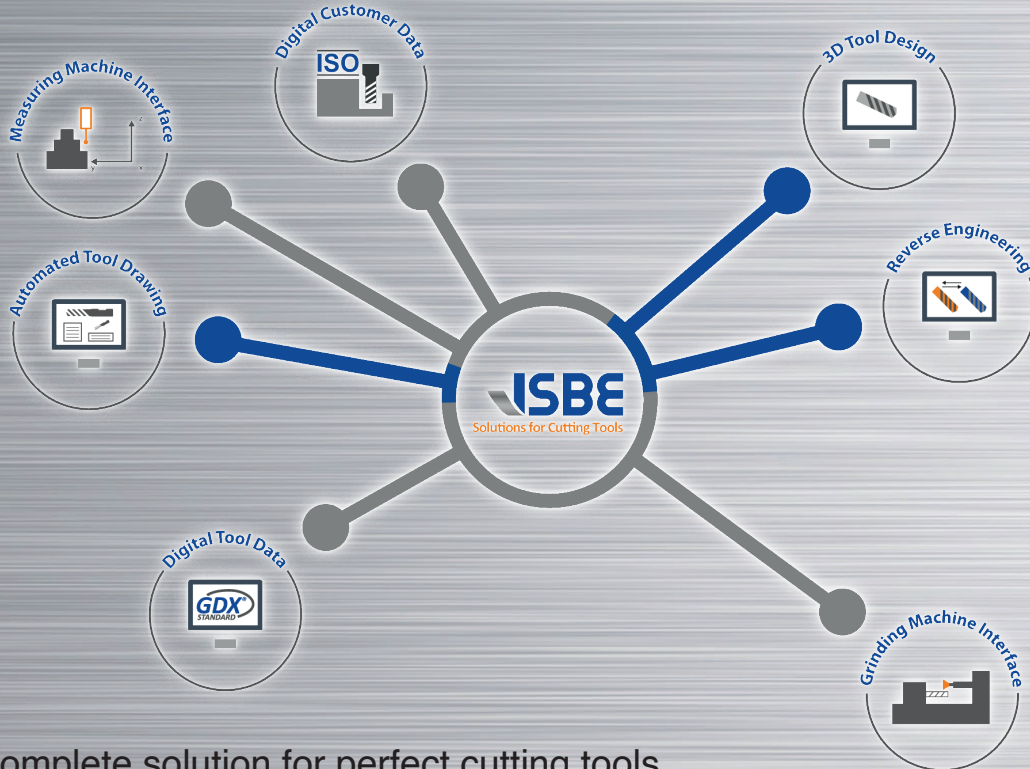 Digital Customer Data
ISO
3D Tool Design
Measuring Machine Interface
Reverse Engineering
Automated Tool Drawing
ISBE
Solutions for Cutting Tools
Digital Tool Data
GDX®
STANDARD
Grinding Machine Interface
complete solution for perfect cutting tools